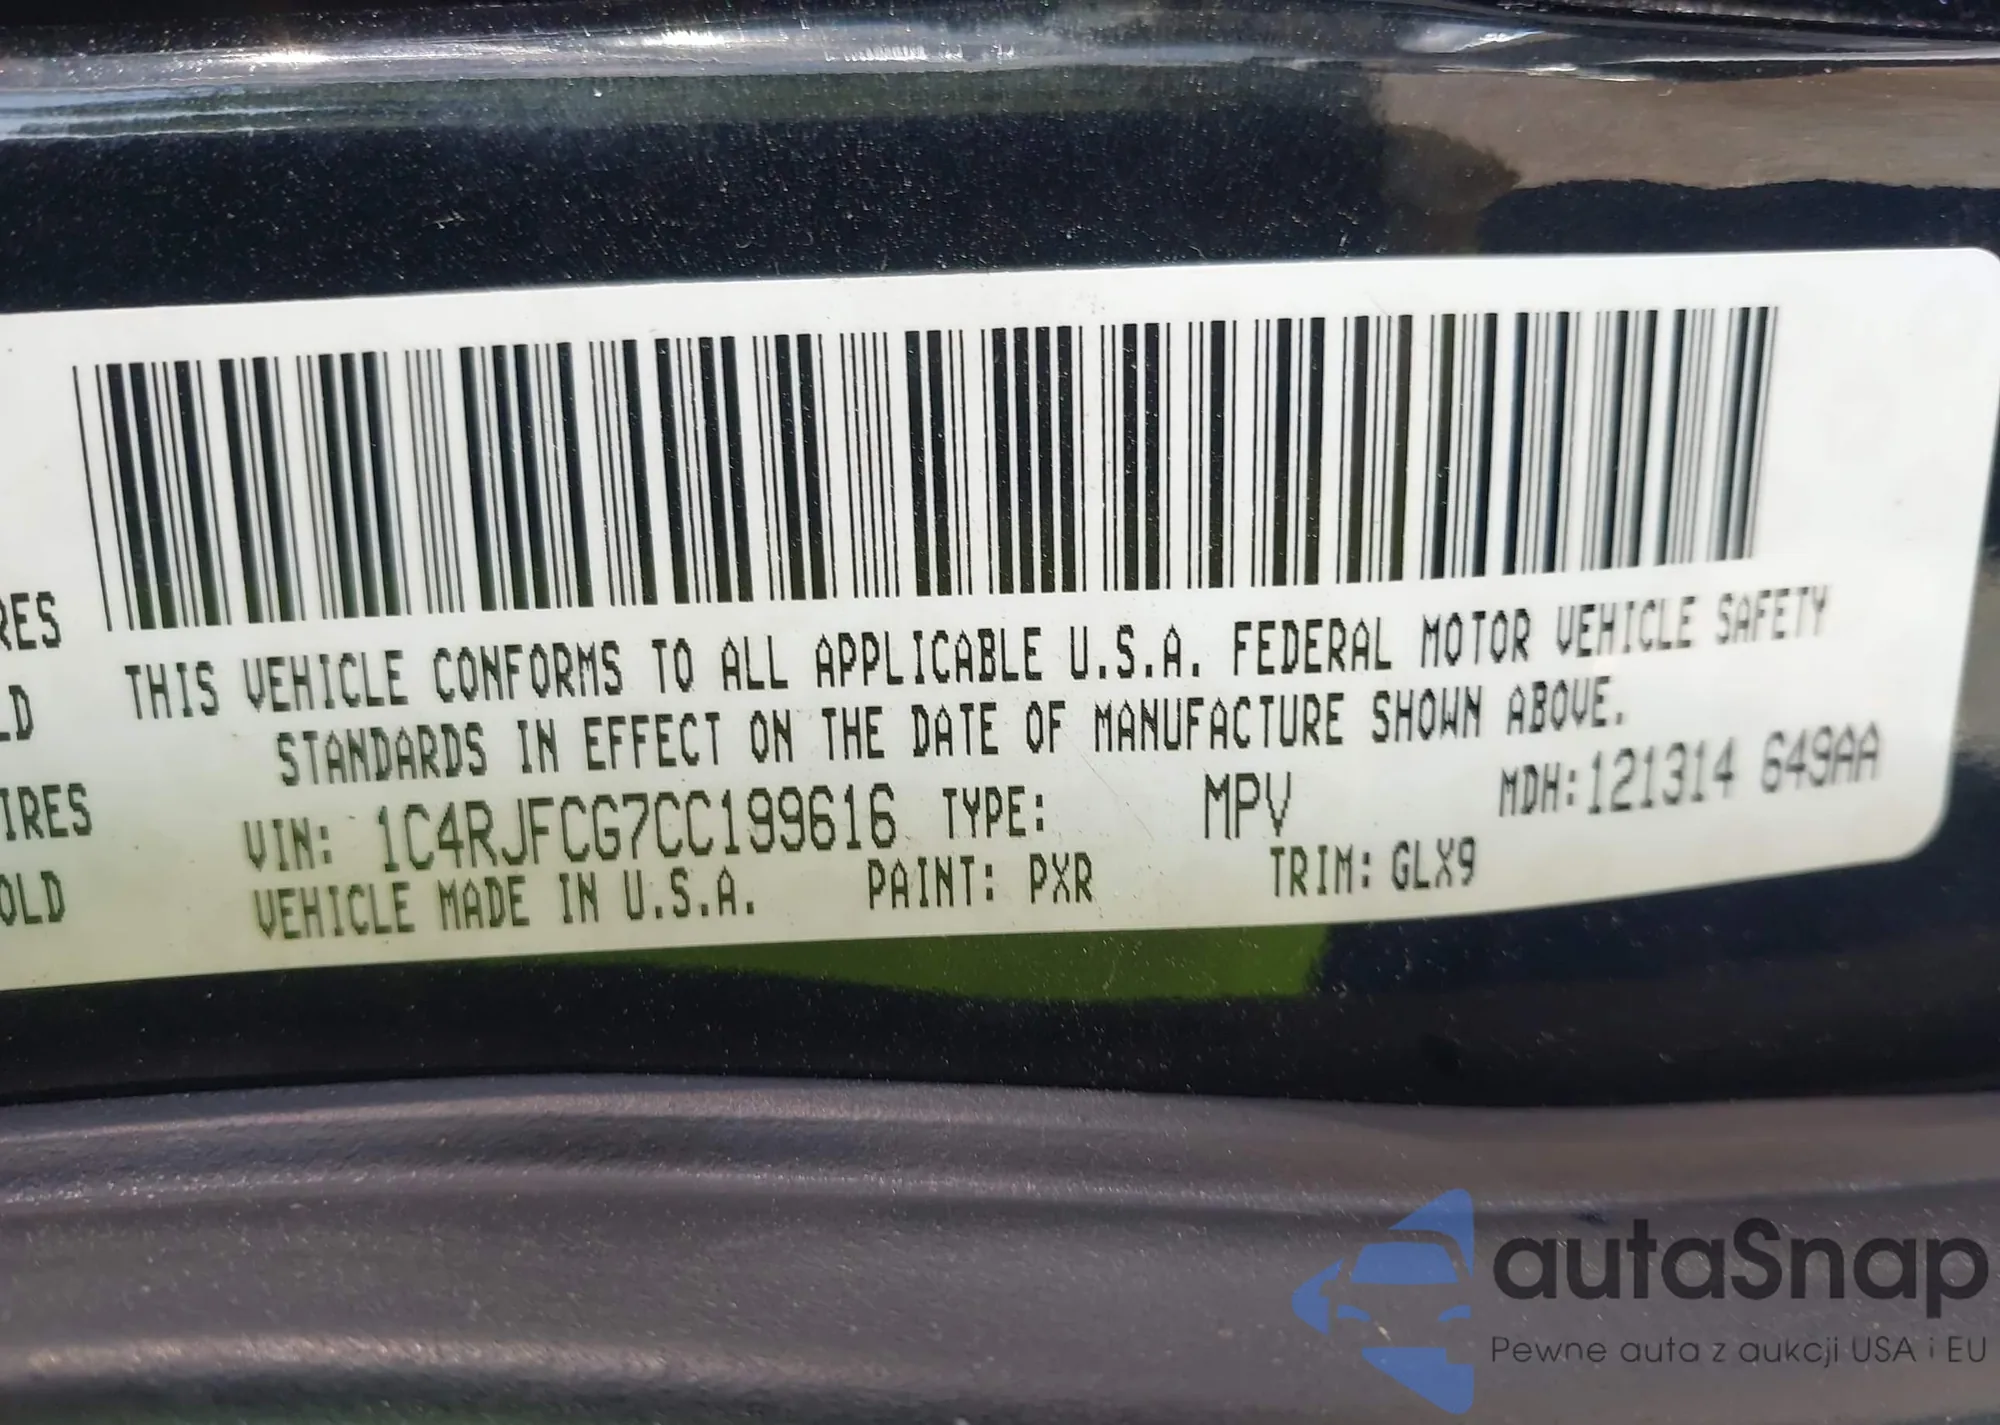 RES
LD
IRES
OLD
THIS VEHICLE CONFORMS TO ALL APPLICABLE U.S.A. FEDERAL MOTOR VEHICLE SAFETY
STANDARDS IN EFFECT ON THE DATE OF MANUFACTURE SHOWN ABOVE.
VIN: 1C4RJFCG7CC199616 TYPE: MPV MDH:121314 649AA
VEHICLE MADE IN U.S.A. PAINT: PXR TRIM: GLX9
autaSnap
Pewne auta z aukcji USA i EU